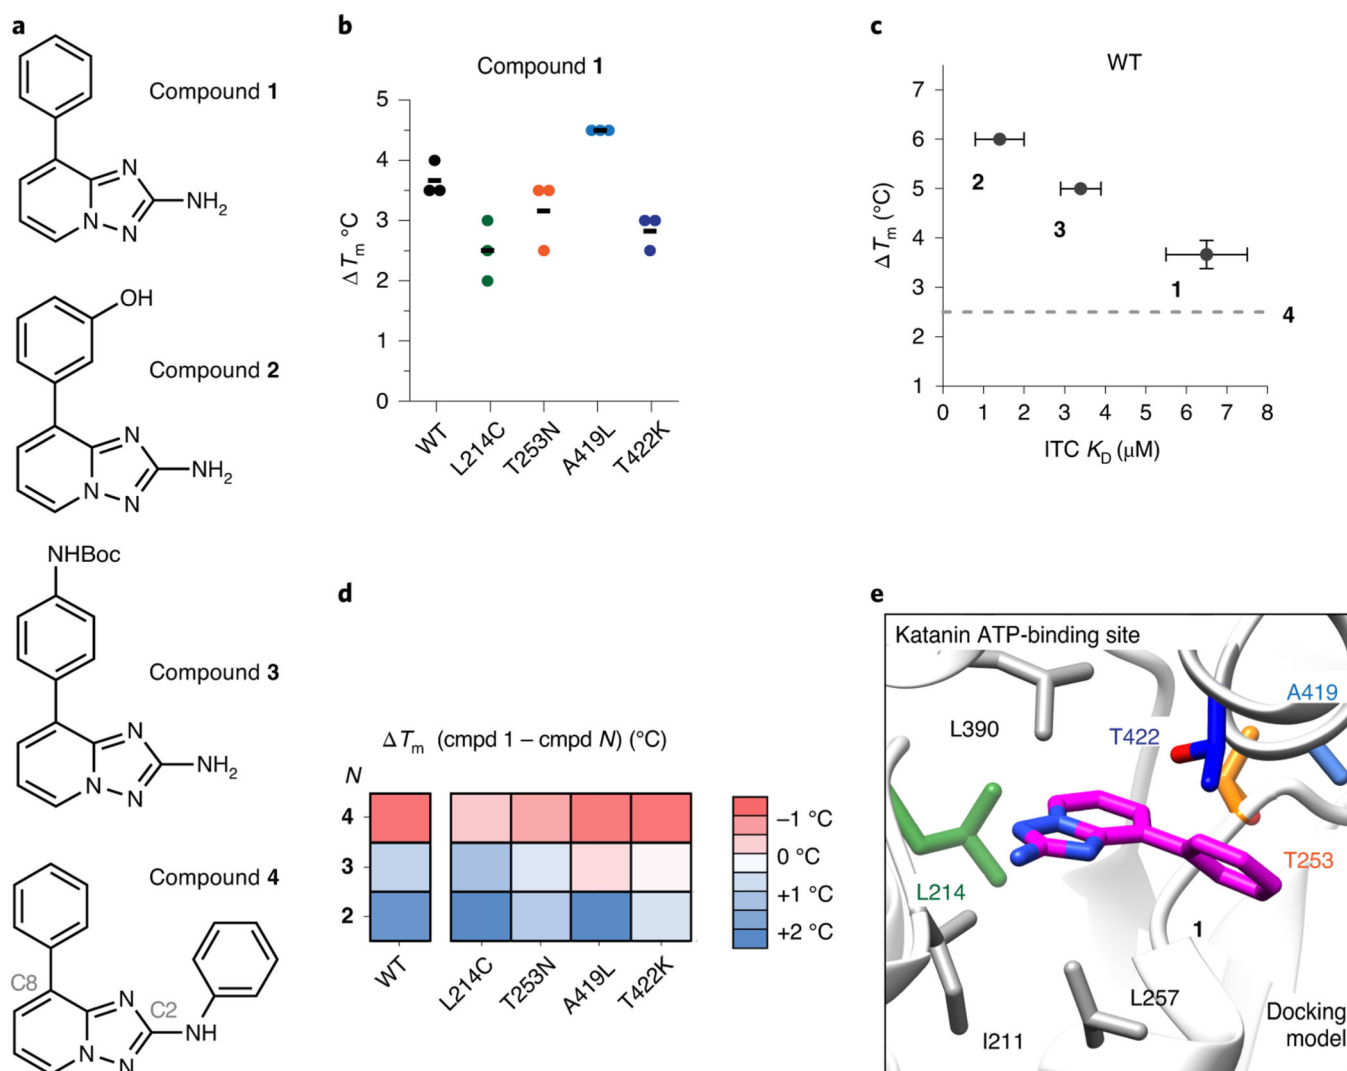 a
Compound 1
N
N
N
NH2
OH
Compound 2
N
N
N
NH2
NHBoc
Compound 3
N
N
N
NH2
Compound 4
C8
C2
N
N
N
NH
b
Compound 1
Δ Tm °C
5
4
3
2
1
0
WT
L214C
T253N
A419L
T422K
c
WT
Δ Tm (°C)
7
6
5
4
3
2
1
2
3
1
4
0 1 2 3 4 5 6 7 8
ITC KD (μM)
d
Δ Tm (cmpd 1 – cmpd N) (°C)
N
4
3
2
WT
L214C
T253N
A419L
T422K
–1 °C
0 °C
+1 °C
+2 °C
e
Katanin ATP-binding site
A419
L390
T422
T253
L214
1
L257
I211
Docking
model